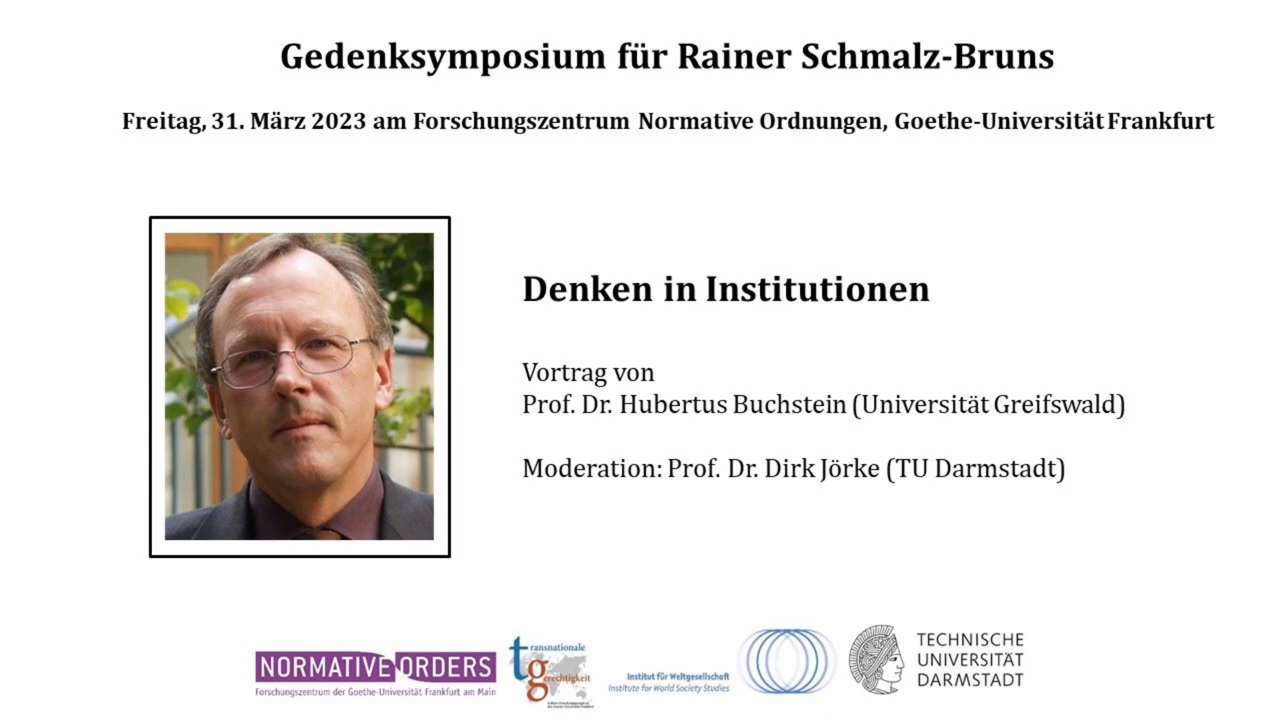 Gedenksymposium für Rainer Schmalz-Bruns
Freitag, 31. März 2023 am Forschungszentrum Normative Ordnungen, Goethe-Universität Frankfurt
Denken in Institutionen
Vortrag von
Prof. Dr. Hubertus Buchstein (Universität Greifswald)
Moderation: Prof. Dr. Dirk Jörke (TU Darmstadt)
NORMATIVE ORDERS
Forschungszentrum der Goethe-Universität Frankfurt am Main
transnationale
gerechtigkeit
Institut für Weltgesellschaft
Institute for World Society Studies
TECHNISCHE
UNIVERSITÄT
DARMSTADT